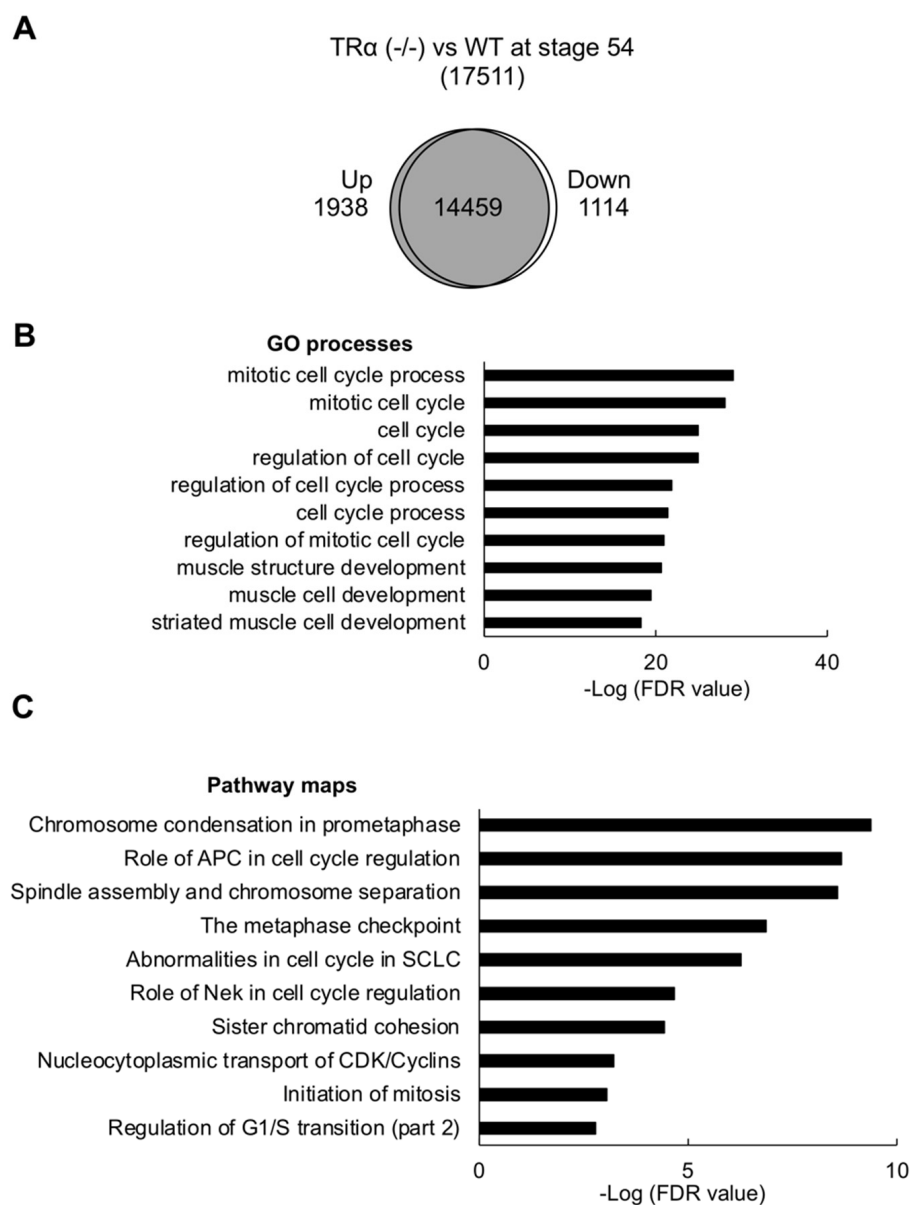 A
TRα (-/-) vs WT at stage 54
(17511)
Up
1938
14459
Down
1114
B
GO processes
mitotic cell cycle process
mitotic cell cycle
cell cycle
regulation of cell cycle
regulation of cell cycle process
cell cycle process
regulation of mitotic cell cycle
muscle structure development
muscle cell development
striated muscle cell development
0 20 40
-Log (FDR value)
C
Pathway maps
Chromosome condensation in prometaphase
Role of APC in cell cycle regulation
Spindle assembly and chromosome separation
The metaphase checkpoint
Abnormalities in cell cycle in SCLC
Role of Nek in cell cycle regulation
Sister chromatid cohesion
Nucleocytoplasmic transport of CDK/Cyclins
Initiation of mitosis
Regulation of G1/S transition (part 2)
0 5 10
-Log (FDR value)